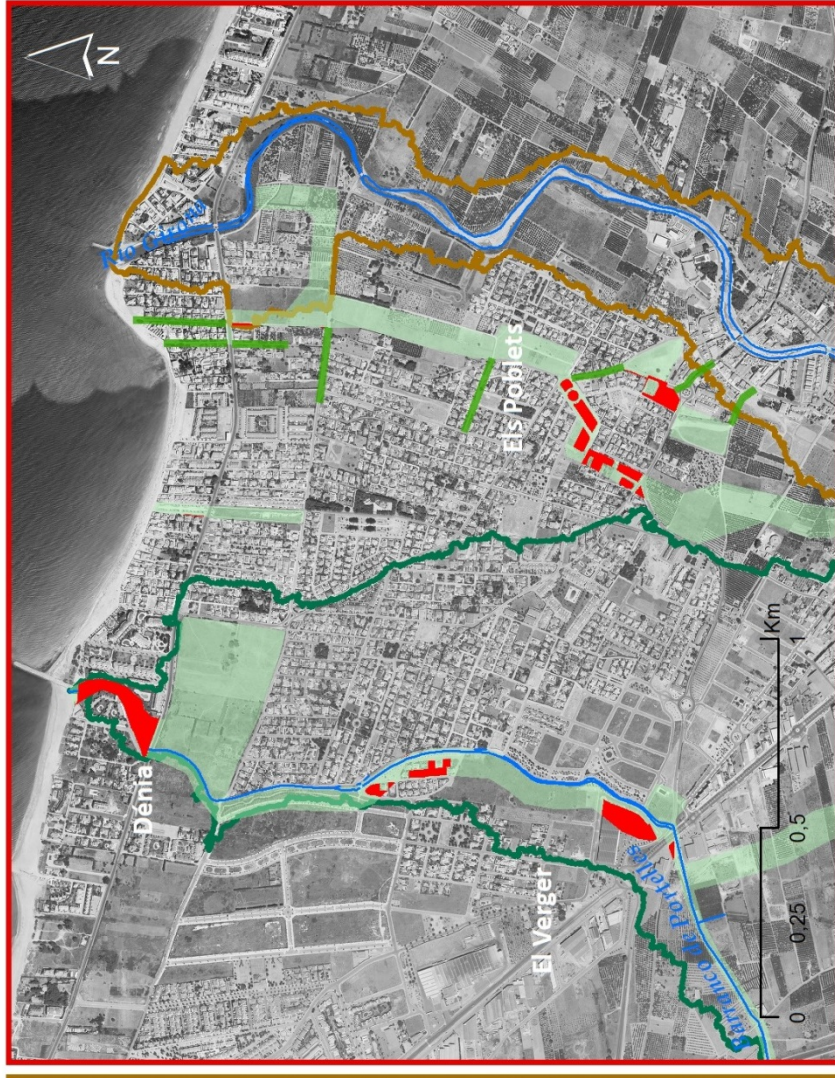 N
Río Girona
Els Poblets
Dénia
El Verger
Barranco de Portelles
0 0,25 0,5 1
Km